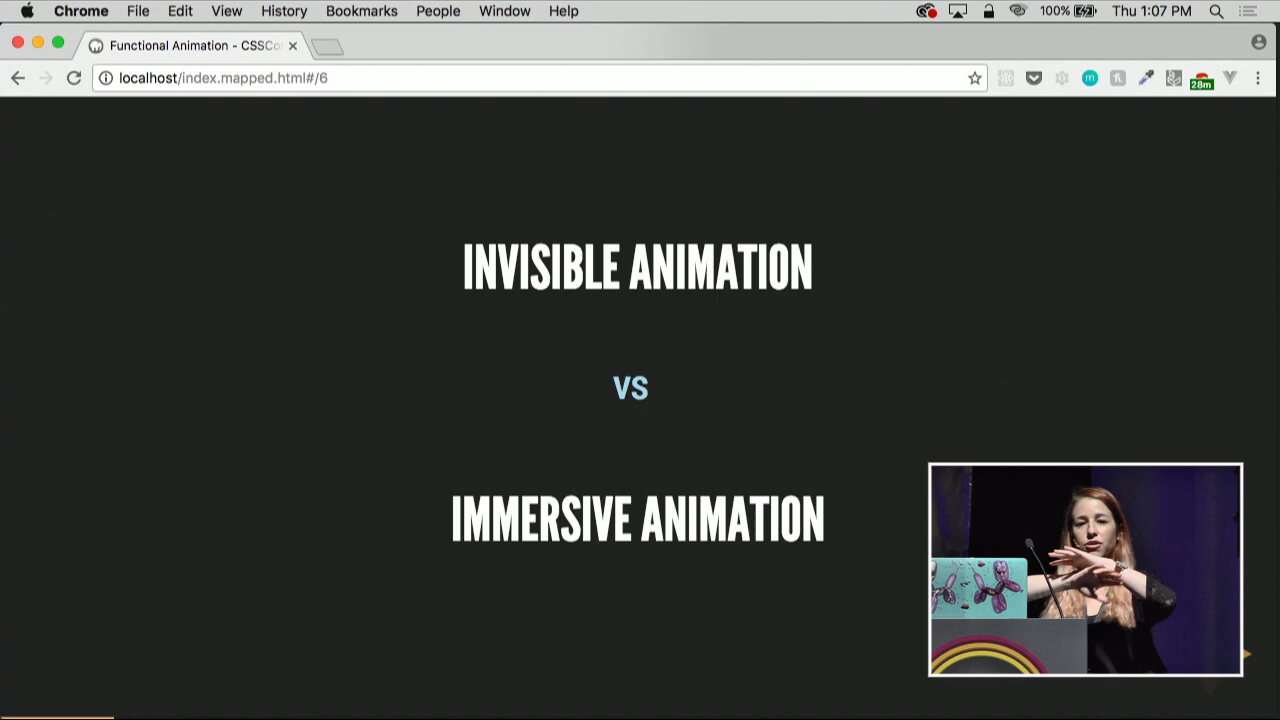 Chrome File Edit View History Bookmarks People Window Help 100% Thu 1:07 PM
Functional Animation - CSSCo
localhost/index.mapped.html#/6
28m
INVISIBLE ANIMATION
VS
IMMERSIVE ANIMATION